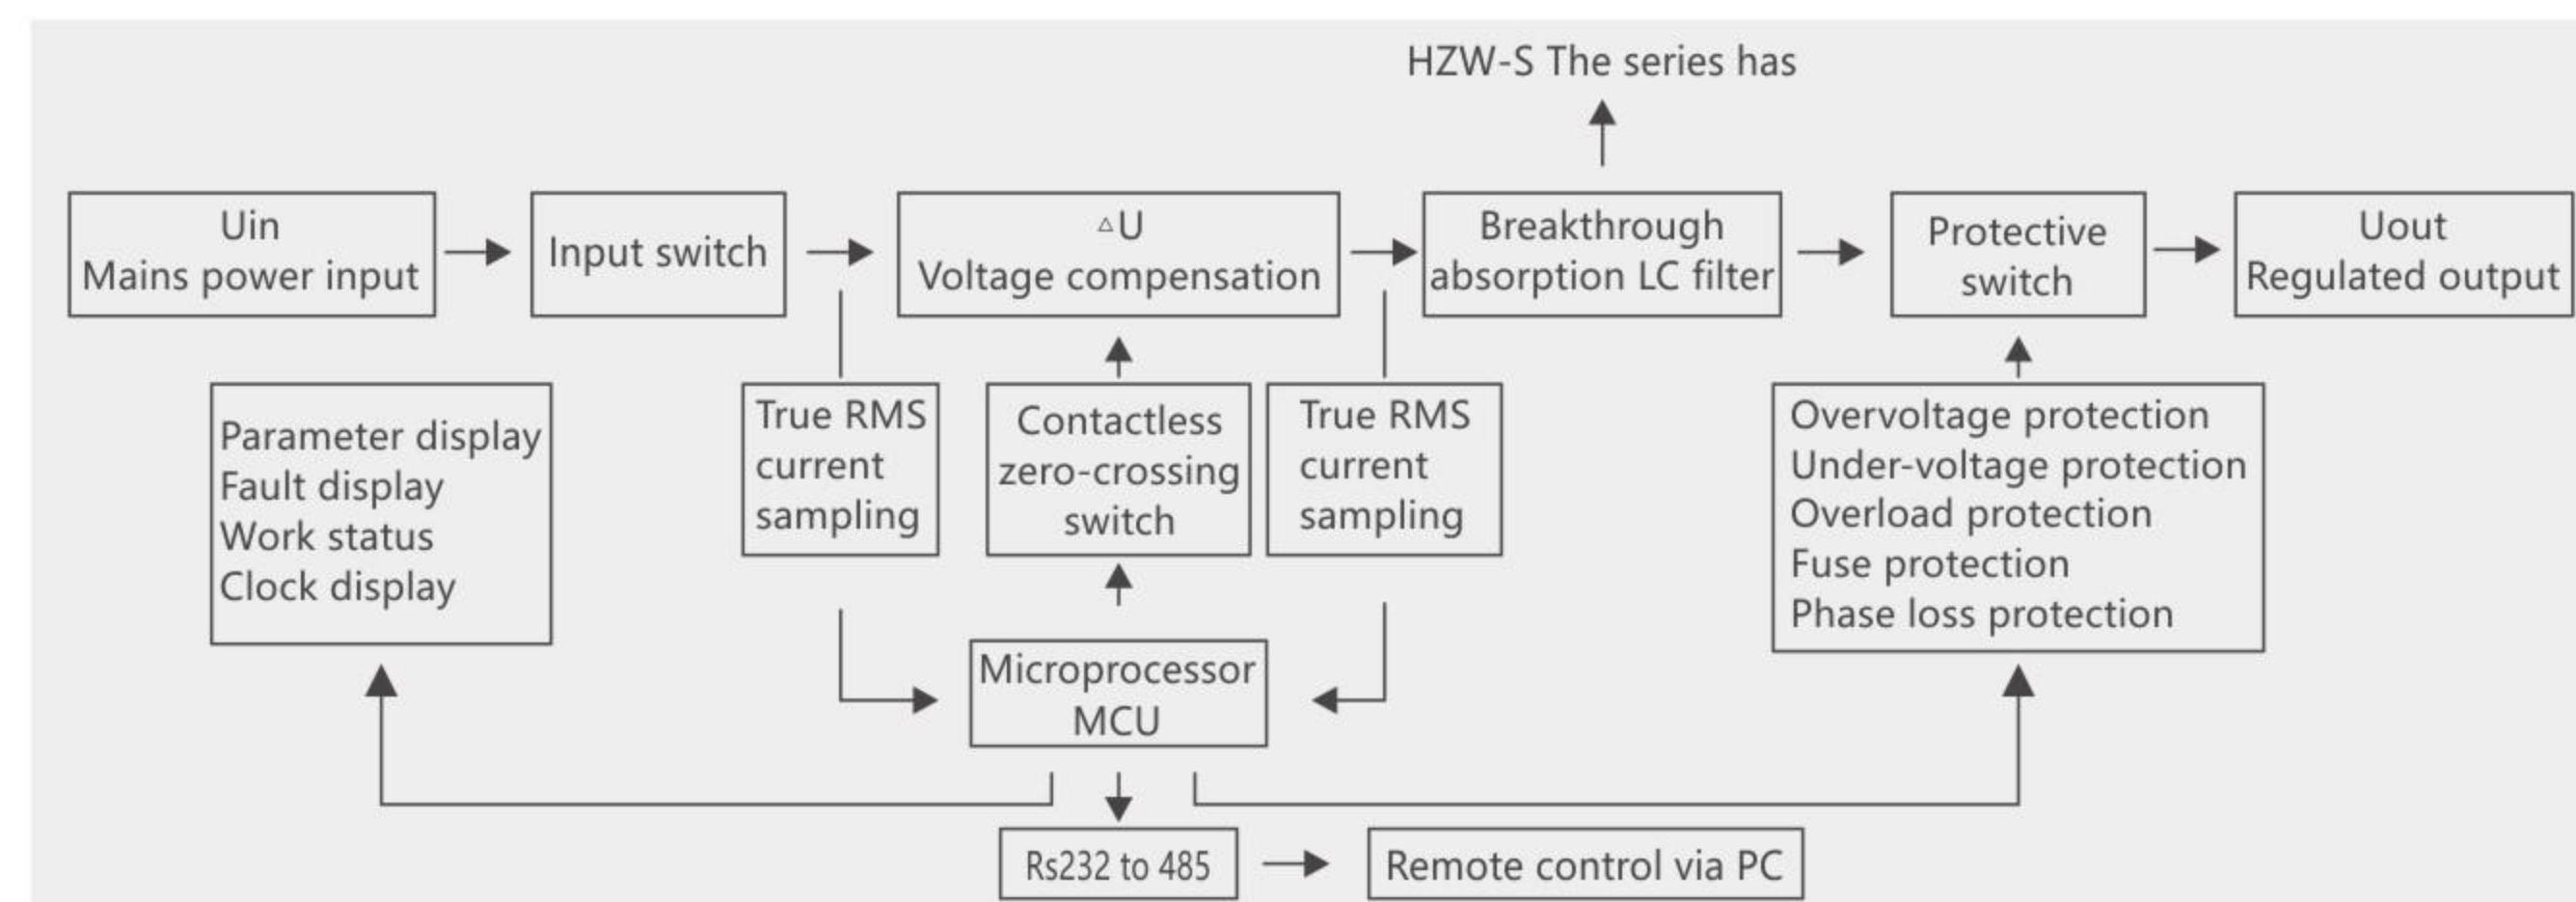 HZW-S The series has
Uin
Mains power input
Input switch
△U
Voltage compensation
Breakthrough
absorption LC filter
Protective
switch
Uout
Regulated output
Parameter display
Fault display
Work status
Clock display
True RMS
current
sampling
Contactless
zero-crossing
switch
True RMS
current
sampling
Overvoltage protection
Under-voltage protection
Overload protection
Fuse protection
Phase loss protection
Microprocessor
MCU
Rs232 to 485
Remote control via PC